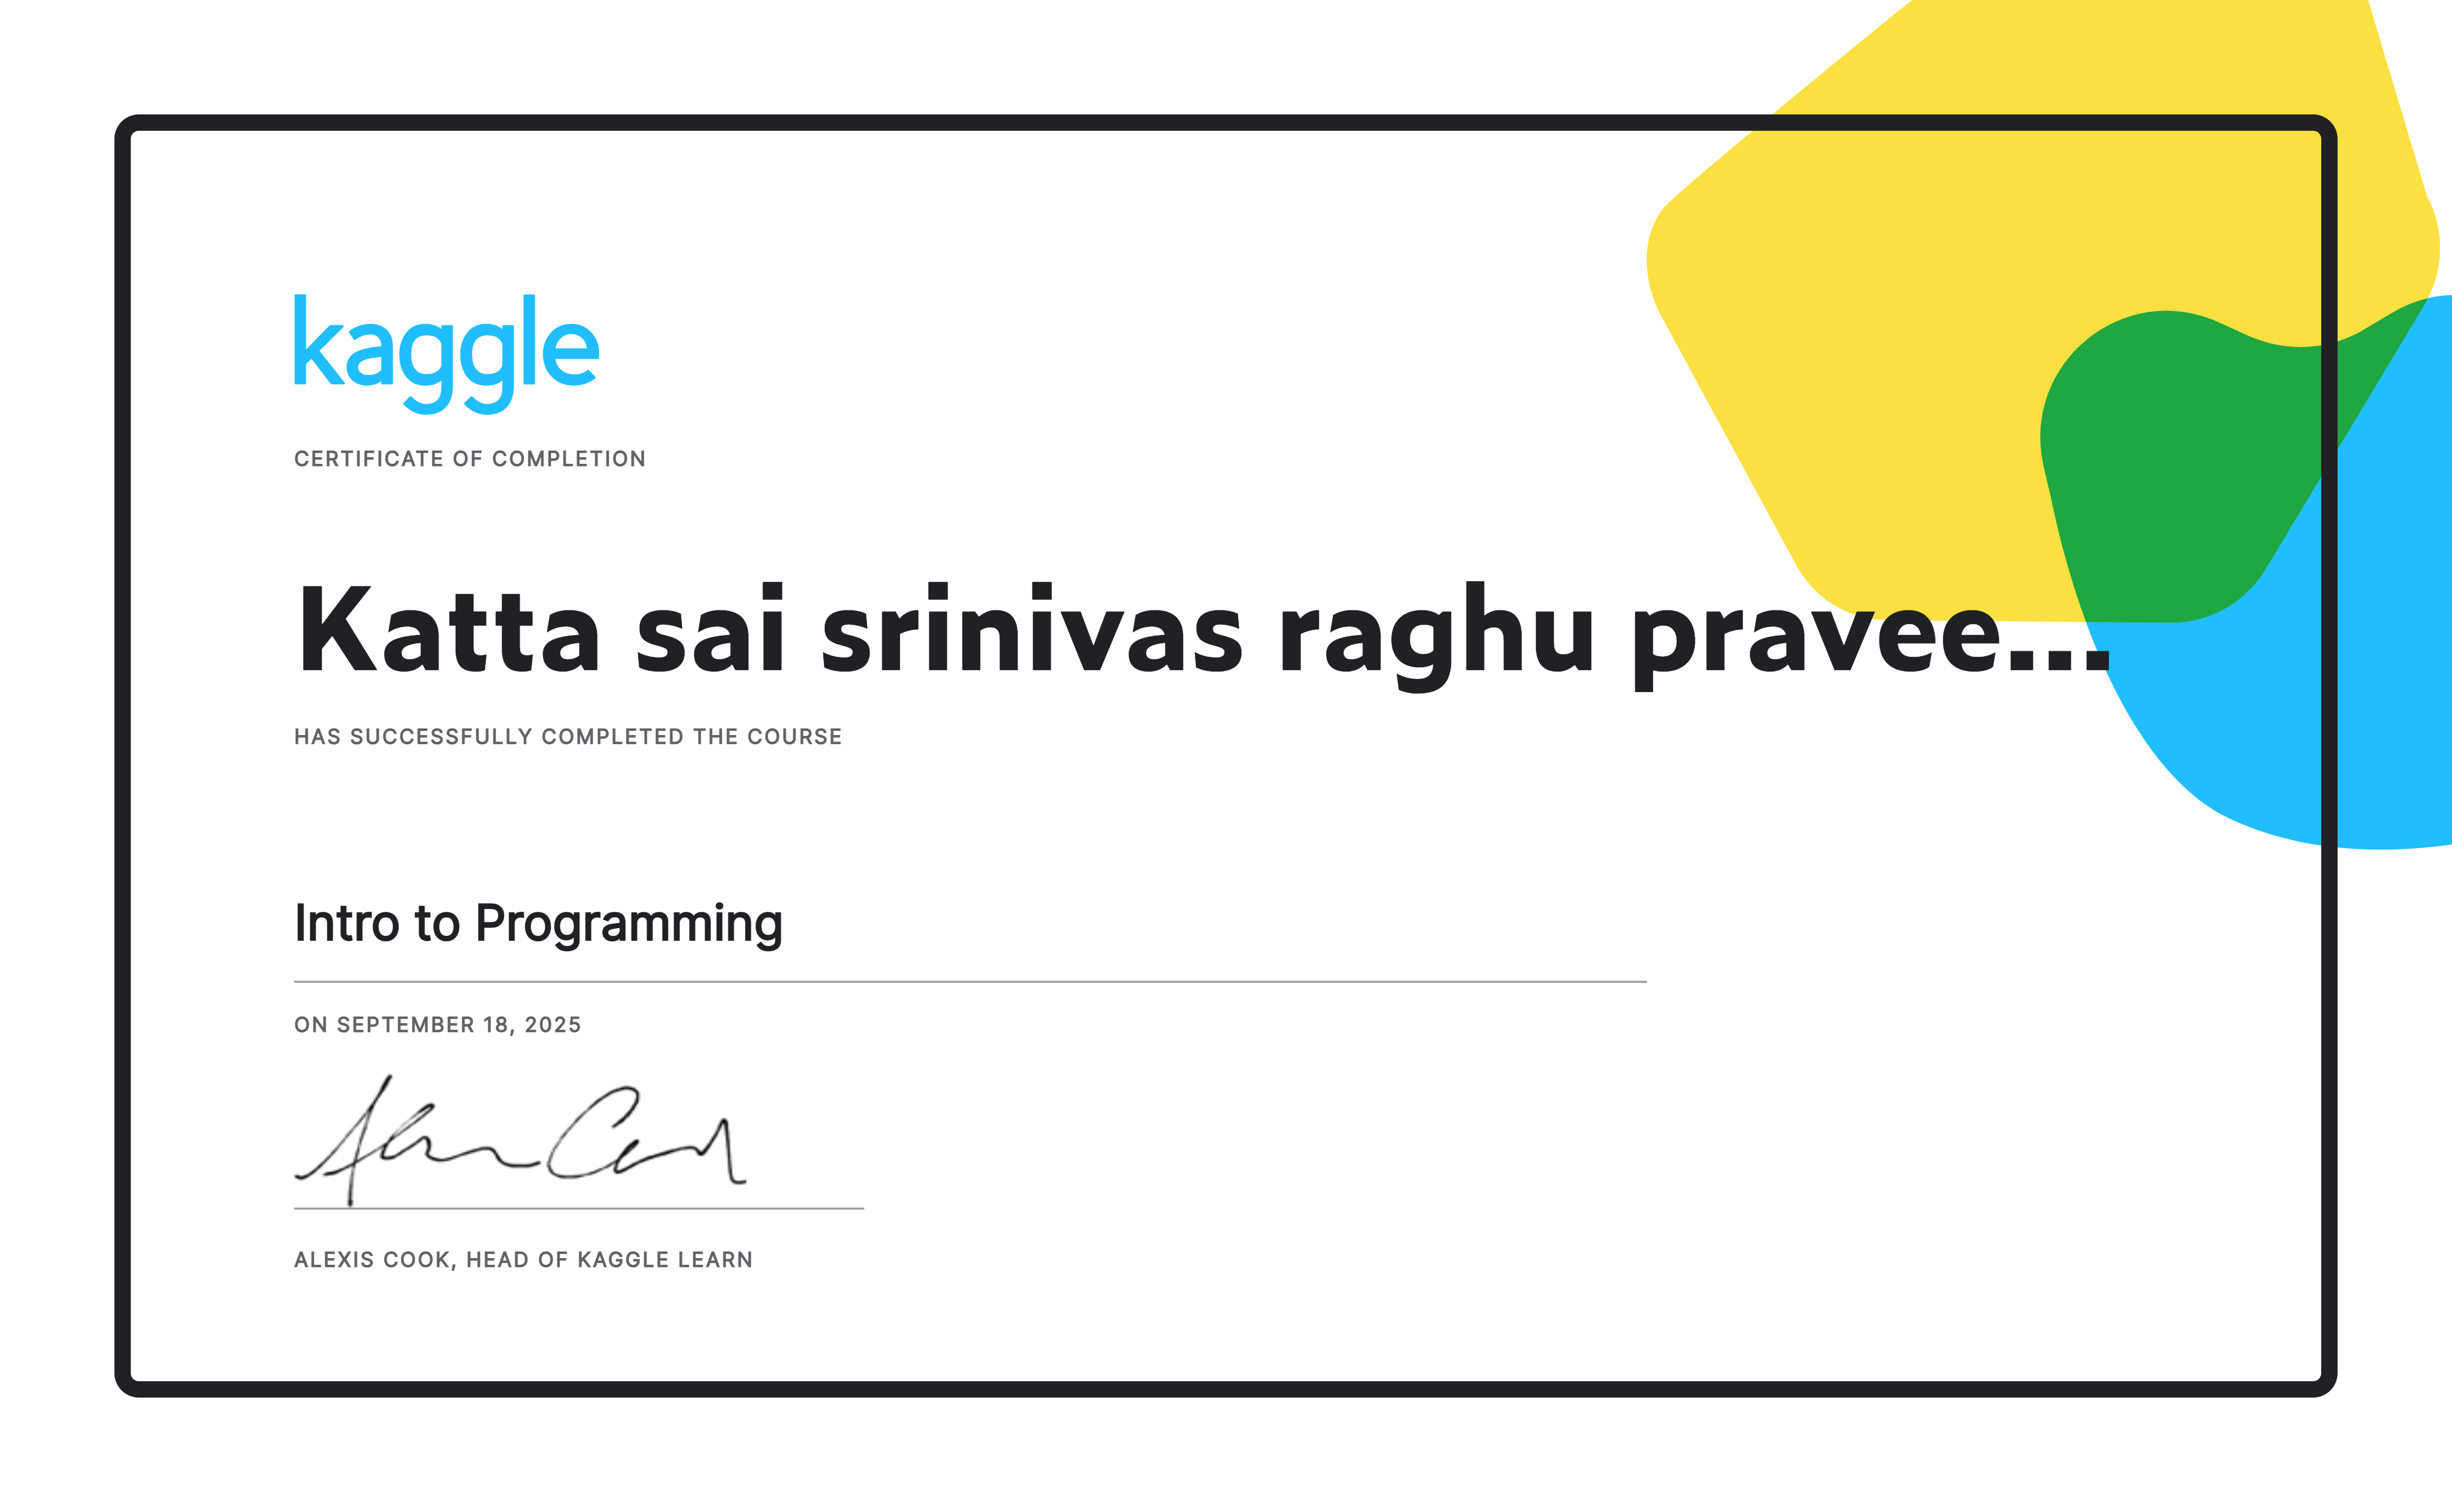 kaggle
CERTIFICATE OF COMPLETION
Katta sai srinivas raghu pravee...
HAS SUCCESSFULLY COMPLETED THE COURSE
Intro to Programming
ON SEPTEMBER 18, 2025
ALEXIS COOK, HEAD OF KAGGLE LEARN